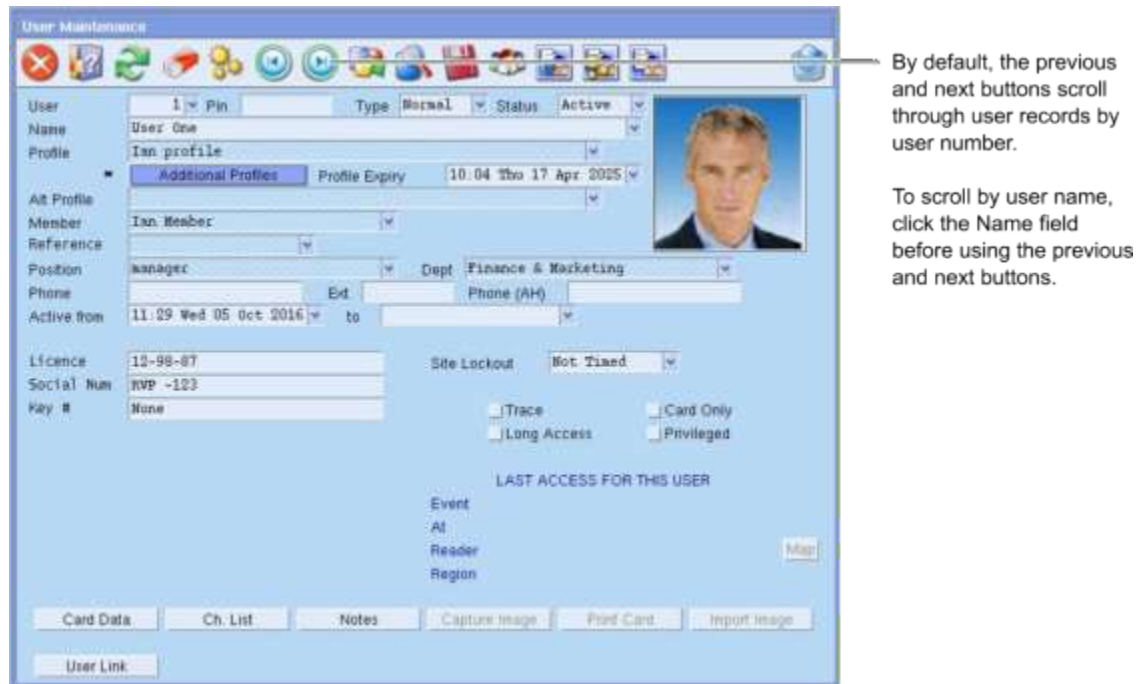 User Maintenance
By default, the previous
and next buttons scroll
through user records by
user number.
To scroll by user name,
click the Name field
before using the previous
and next buttons.
User 1 Pin Type Normal Status Active
Name User One
Profile Ian profile
Additional Profiles Profile Expiry 10:04 Thu 17 Apr 2025
Alt Profile
Member Ian Member
Reference
Position manager Dept Finance & Marketing
Phone Ext Phone (AH)
Active from 11:29 Wed 05 Oct 2016 to
Licence 12-98-87 Site Lockout Not Timed
Social Num RVP -123
Key # None
Trace Card Only
Long Access Privileged
LAST ACCESS FOR THIS USER
Event
At
Reader Map
Region
Card Data Ch. List Notes Capture Image Print Card Import Image
User Link